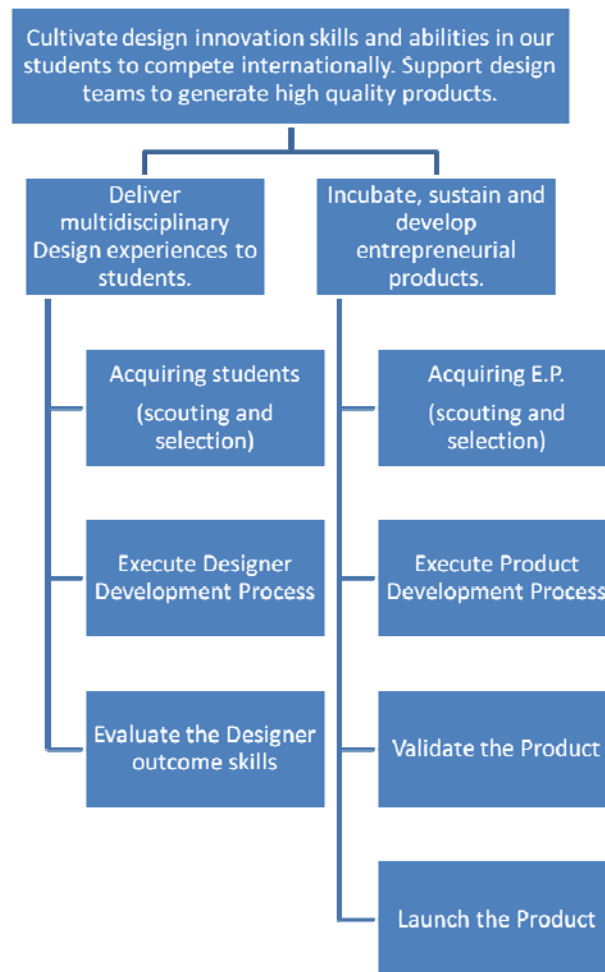 Cultivate design innovation skills and abilities in our
students to compete internationally. Support design
teams to generate high quality products.
Deliver
multidisciplinary
Design experiences to
students.
Incubate, sustain and
develop
entrepreneurial
products.
Acquiring students
(scouting and
selection)
Acquiring E.P.
(scouting and
selection)
Execute Designer
Development Process
Execute Product
Development Process
Evaluate the Designer
outcome skills
Validate the Product
Launch the Product